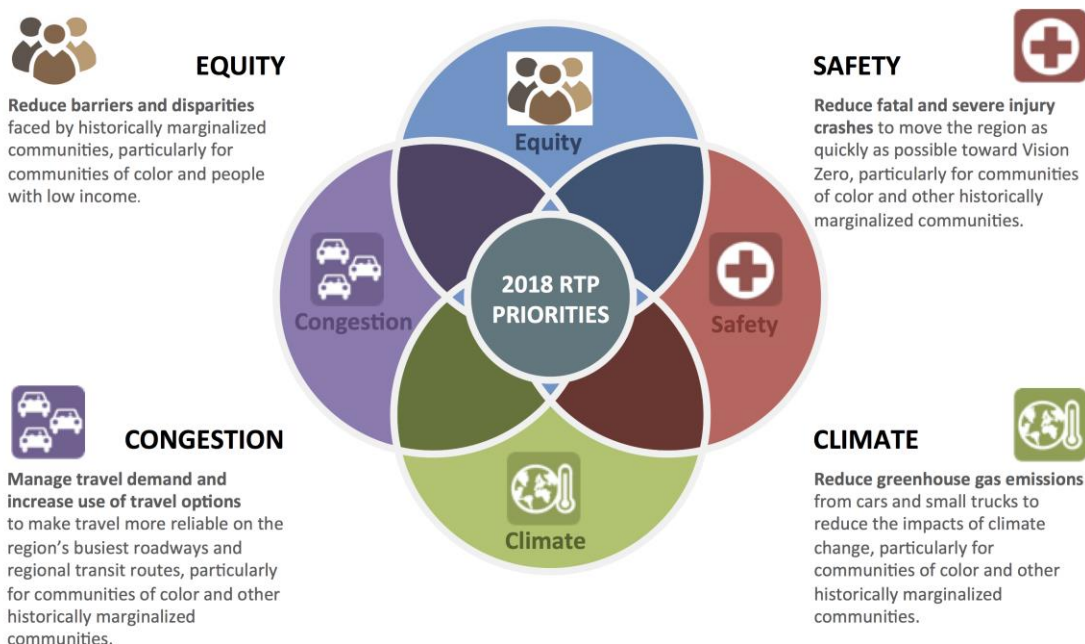 EQUITY
Reduce barriers and disparities
faced by historically marginalized
communities, particularly for
communities of color and people
with low income.
SAFETY
Reduce fatal and severe injury
crashes to move the region as
quickly as possible toward Vision
Zero, particularly for communities
of color and other historically
marginalized communities.
Equity
Congestion
2018 RTP
PRIORITIES
Safety
Climate
CONGESTION
Manage travel demand and
increase use of travel options
to make travel more reliable on the
region's busiest roadways and
regional transit routes, particularly
for communities of color and other
historically marginalized
communities.
CLIMATE
Reduce greenhouse gas emissions
from cars and small trucks to
reduce the impacts of climate
change, particularly for
communities of color and other
historically marginalized
communities.